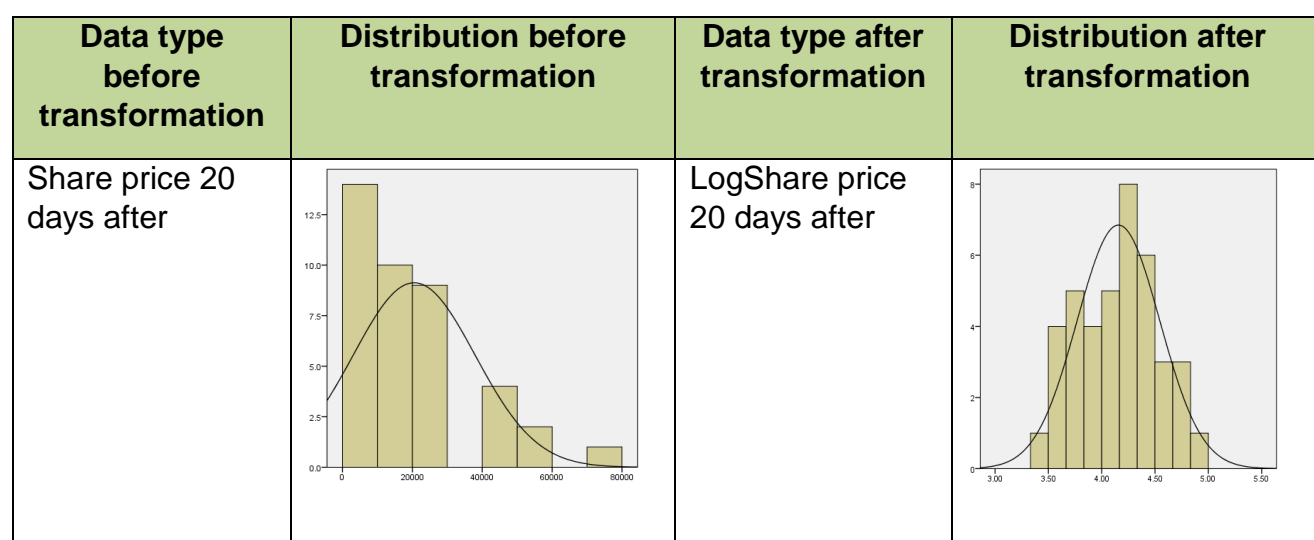 Data type
before
transformation
Distribution before
transformation
Data type after
transformation
Distribution after
transformation
Share price 20
days after
12.5
10.0
7.5
5.0
2.5
0.0
0 20000 40000 60000 80000
LogShare price
20 days after
8
6
4
2
0
3.00 3.50 4.00 4.50 5.00 5.50